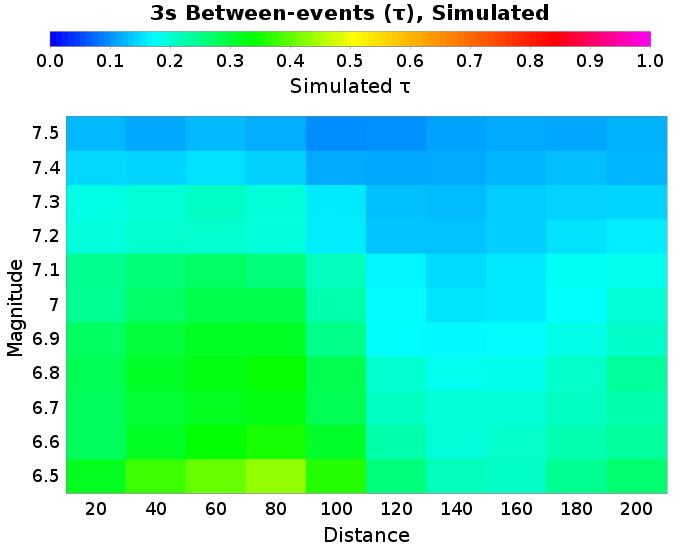 3s Between-events (τ), Simulated
0.0 0.1 0.2 0.3 0.4 0.5 0.6 0.7 0.8 0.9 1.0
Simulated τ
Magnitude
7.5
7.4
7.3
7.2
7.1
7
6.9
6.8
6.7
6.6
6.5
20 40 60 80 100 120 140 160 180 200
Distance